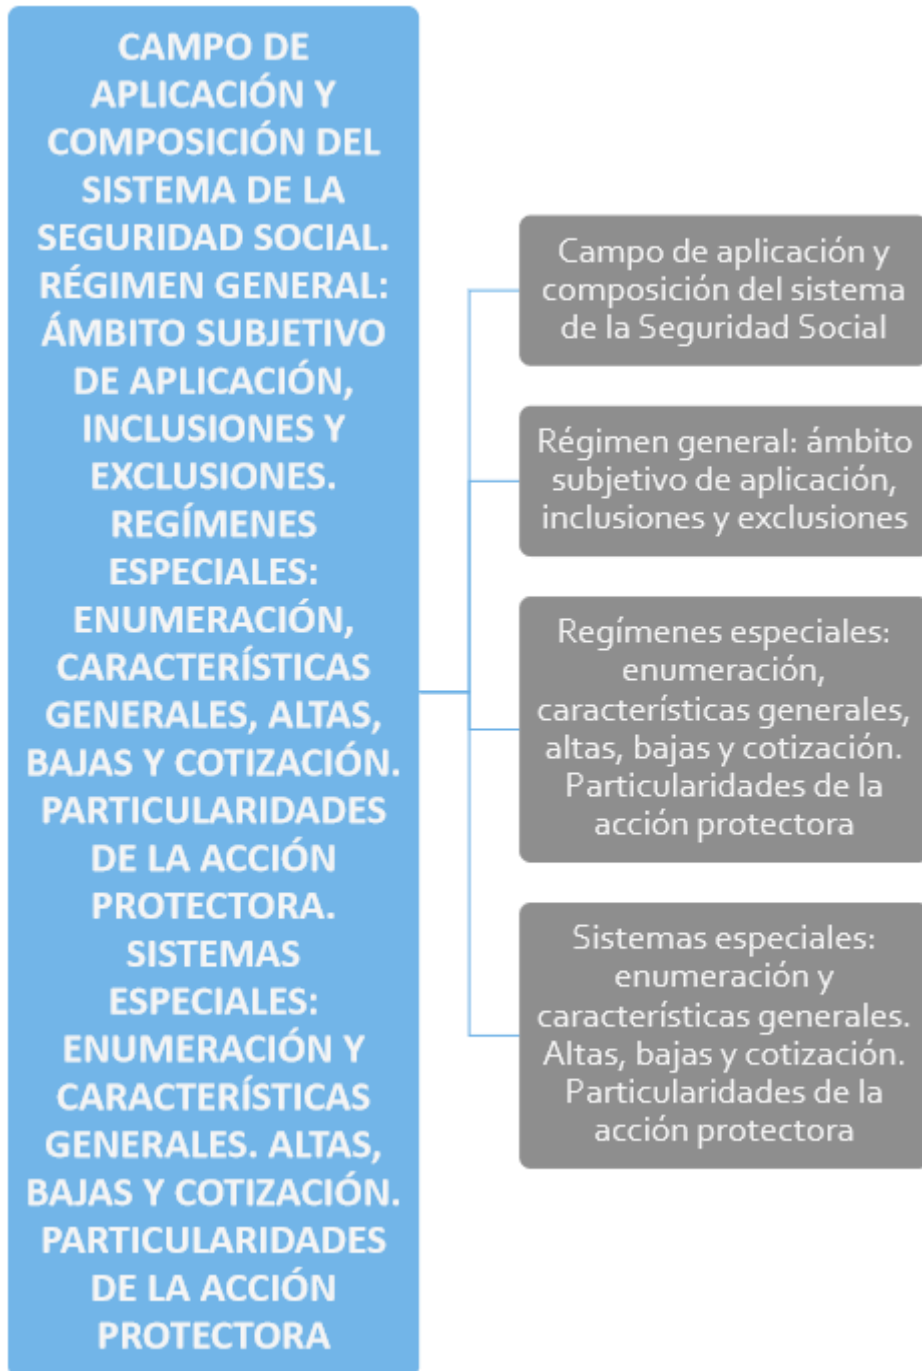 CAMPO DE
APLICACIÓN Y
COMPOSICIÓN DEL
SISTEMA DE LA
SEGURIDAD SOCIAL.
RÉGIMEN GENERAL:
ÁMBITO SUBJETIVO
DE APLICACIÓN,
INCLUSIONES Y
EXCLUSIONES.
REGÍMENES
ESPECIALES:
ENUMERACIÓN,
CARACTERÍSTICAS
GENERALES, ALTAS,
BAJAS Y COTIZACIÓN.
PARTICULARIDADES
DE LA ACCIÓN
PROTECTORA.
SISTEMAS
ESPECIALES:
ENUMERACIÓN Y
CARACTERÍSTICAS
GENERALES. ALTAS,
BAJAS Y COTIZACIÓN.
PARTICULARIDADES
DE LA ACCIÓN
PROTECTORA
Campo de aplicación y
composición del sistema
de la Seguridad Social
Régimen general: ámbito
subjetivo de aplicación,
inclusiones y exclusiones
Regímenes especiales:
enumeración,
características generales,
altas, bajas y cotización.
Particularidades de la
acción protectora
Sistemas especiales:
enumeración y
características generales.
Altas, bajas y cotización.
Particularidades de la
acción protectora